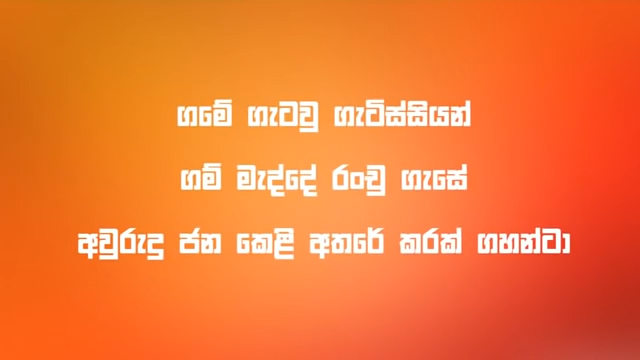 ගමේ ගැටවු ගැටිස්සියන්
ගම් මැද්දේ රංචු ගැසේ
අවුරුදු ජන කෙළි අතරේ කරක් ගහන්ටා